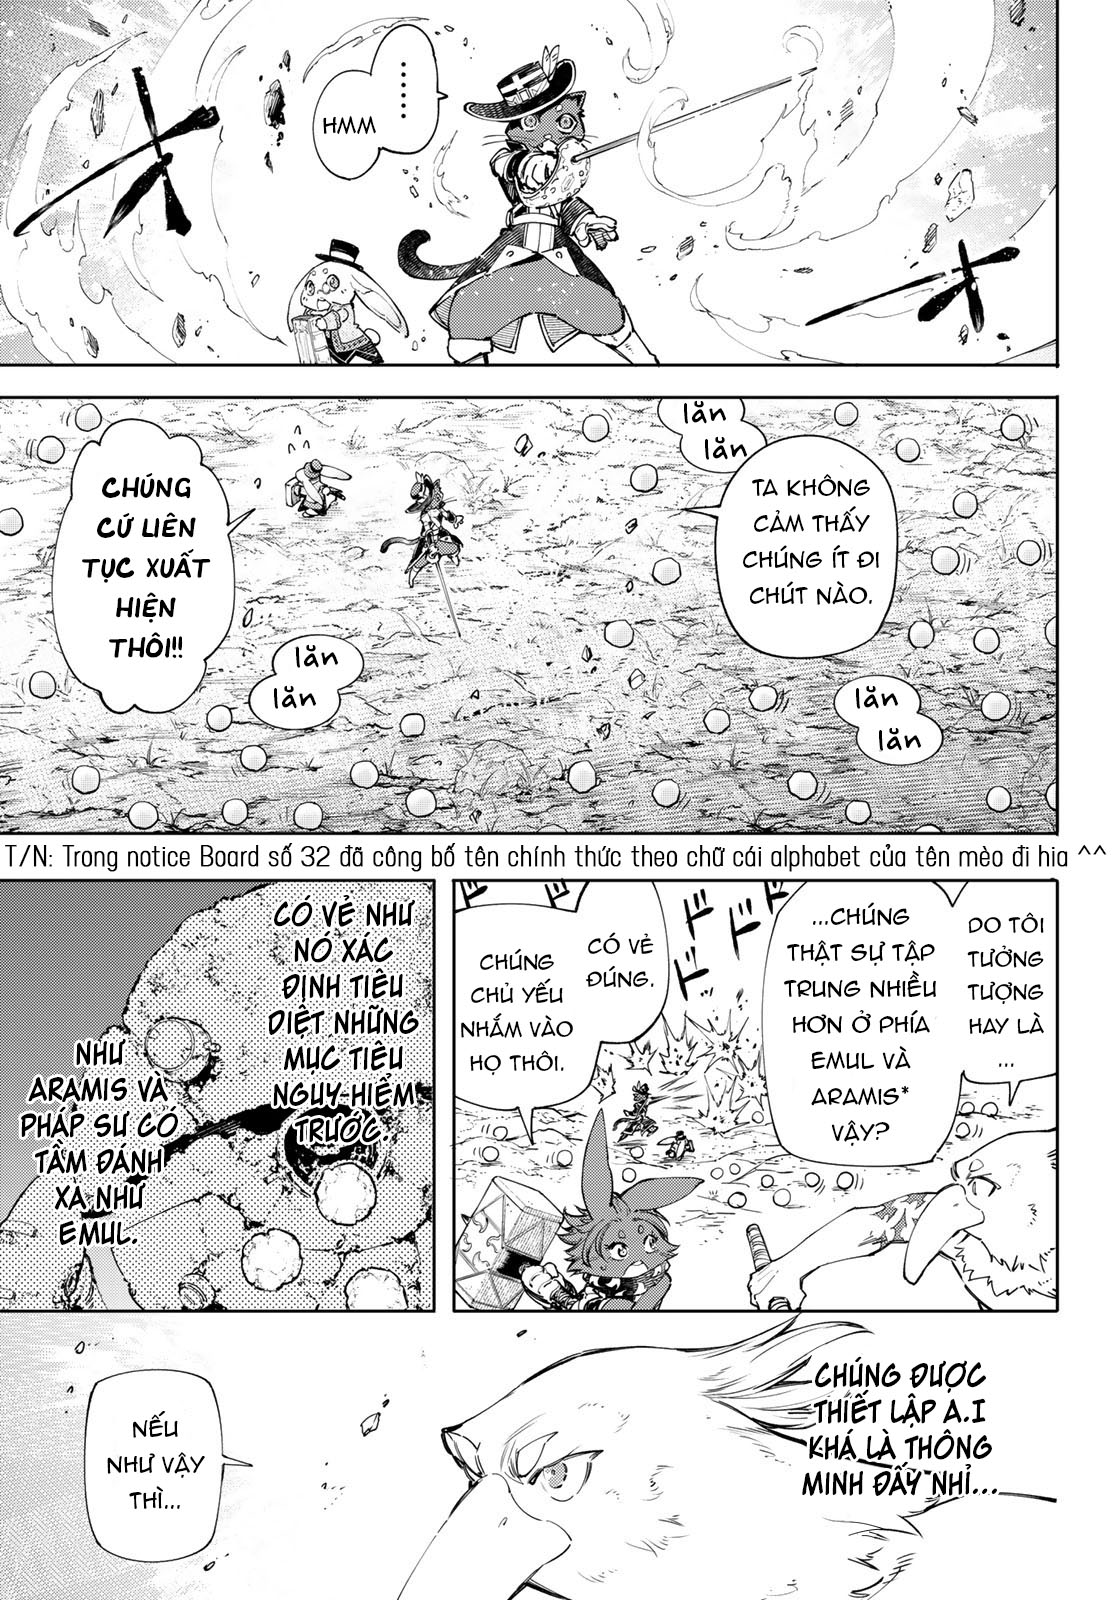 ......
HMM
lăn
lăn
TA KHÔNG
CẢM THẤY
CHÚNG ÍT ĐI
CHÚT NÀO.
CHÚNG
CỨ LIÊN
TỤC XUẤT
HIỆN
THÔI!!
lăn
lăn
lăn
lăn
T/N: Trong notice Board số 32 đã công bố tên chính thức theo chữ cái alphabet của tên mèo đi hia ^^
DO TÔI
TƯỞNG
TƯỢNG
HAY LÀ
...
...CHÚNG
THẬT SỰ TẬP
TRUNG NHIỀU
HƠN Ở PHÍA
EMUL VÀ
ARAMIS*
VẬY?
ドドド
CÓ VẺ
ĐÚNG.
CHÚNG
CHỦ YẾU
NHẮM VÀO
HỌ THÔI.
CÓ VẺ NHƯ
NÓ XÁC
ĐỊNH TIÊU
DIỆT NHỮNG
MỤC TIÊU
NGUY HIỂM
TRƯỚC.
NHƯ
ARAMIS VÀ
PHÁP SƯ CÓ
TẦM ĐÁNH
XA NHƯ
EMUL.
CHÚNG ĐƯỢC
THIẾT LẬP A.I
KHÁ LÀ THÔNG
MINH ĐẤY NHỈ...
NẾU
NHƯ VẬY
THÌ...